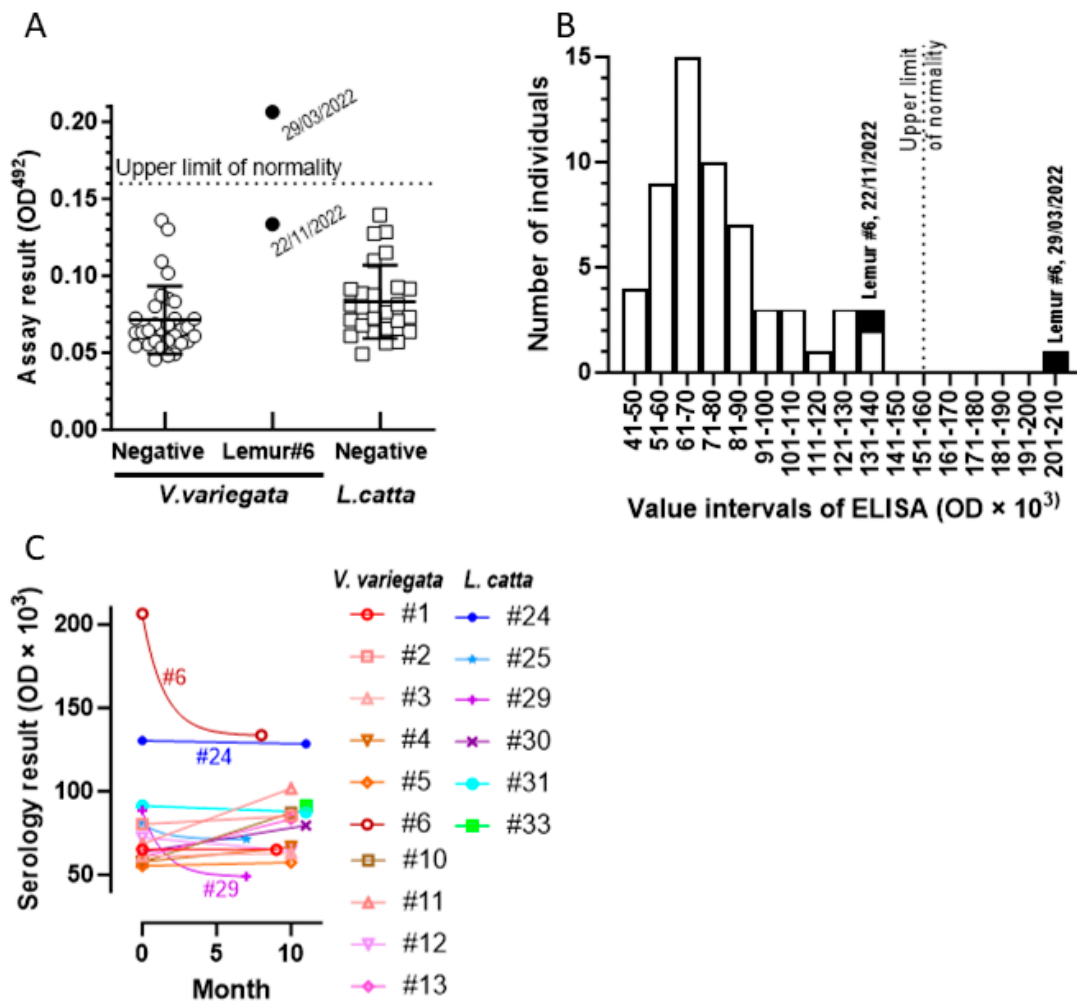 A
Assay result (OD492)
0.20
0.15
0.10
0.05
0.00
29/03/2022
Upper limit of normality
22/11/2022
Negative Lemur#6 Negative
V.variegata L.catta
B
Number of individuals
15
10
5
0
Upper limit
of normality
Lemur #6, 22/11/2022
Lemur #6, 29/03/2022
41-50
51-60
61-70
71-80
81-90
91-100
101-110
111-120
121-130
131-140
141-150
151-160
161-170
171-180
181-190
191-200
201-210
Value intervals of ELISA (OD × 103)
C
Serology result (OD × 103)
200
150
100
50
#6
#24
#29
0 5 10
Month
V. variegata L. catta
#1 #24
#2 #25
#3 #29
#4 #30
#5 #31
#6 #33
#10
#11
#12
#13